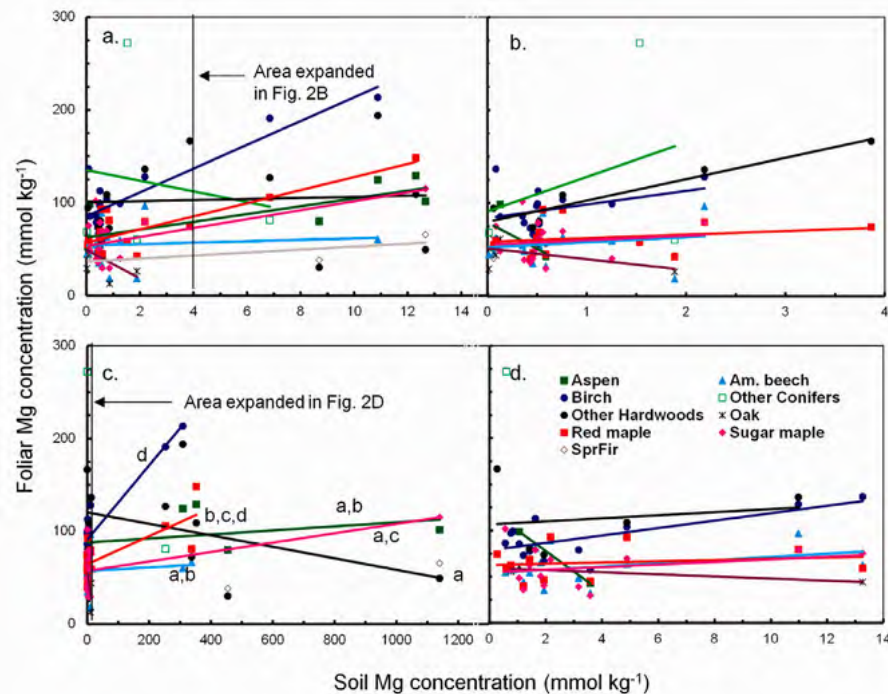 300
a.
Area expanded
in Fig. 2B
b.
200
100
0
0 2 4 6 8 10 12 14
0 1 2 3 4
300
c.
Area expanded in Fig. 2D
d.
Aspen Am. beech
Birch Other Conifers
Other Hardwoods Oak
Red maple Sugar maple
SprFir
200
d
b,c,d
a,b
100
a,c
a,b
a
0
0 200 400 600 800 1000 1200
0 2 4 6 8 10 12 14
Foliar Mg concentration (mmol kg⁻¹)
Soil Mg concentration (mmol kg⁻¹)